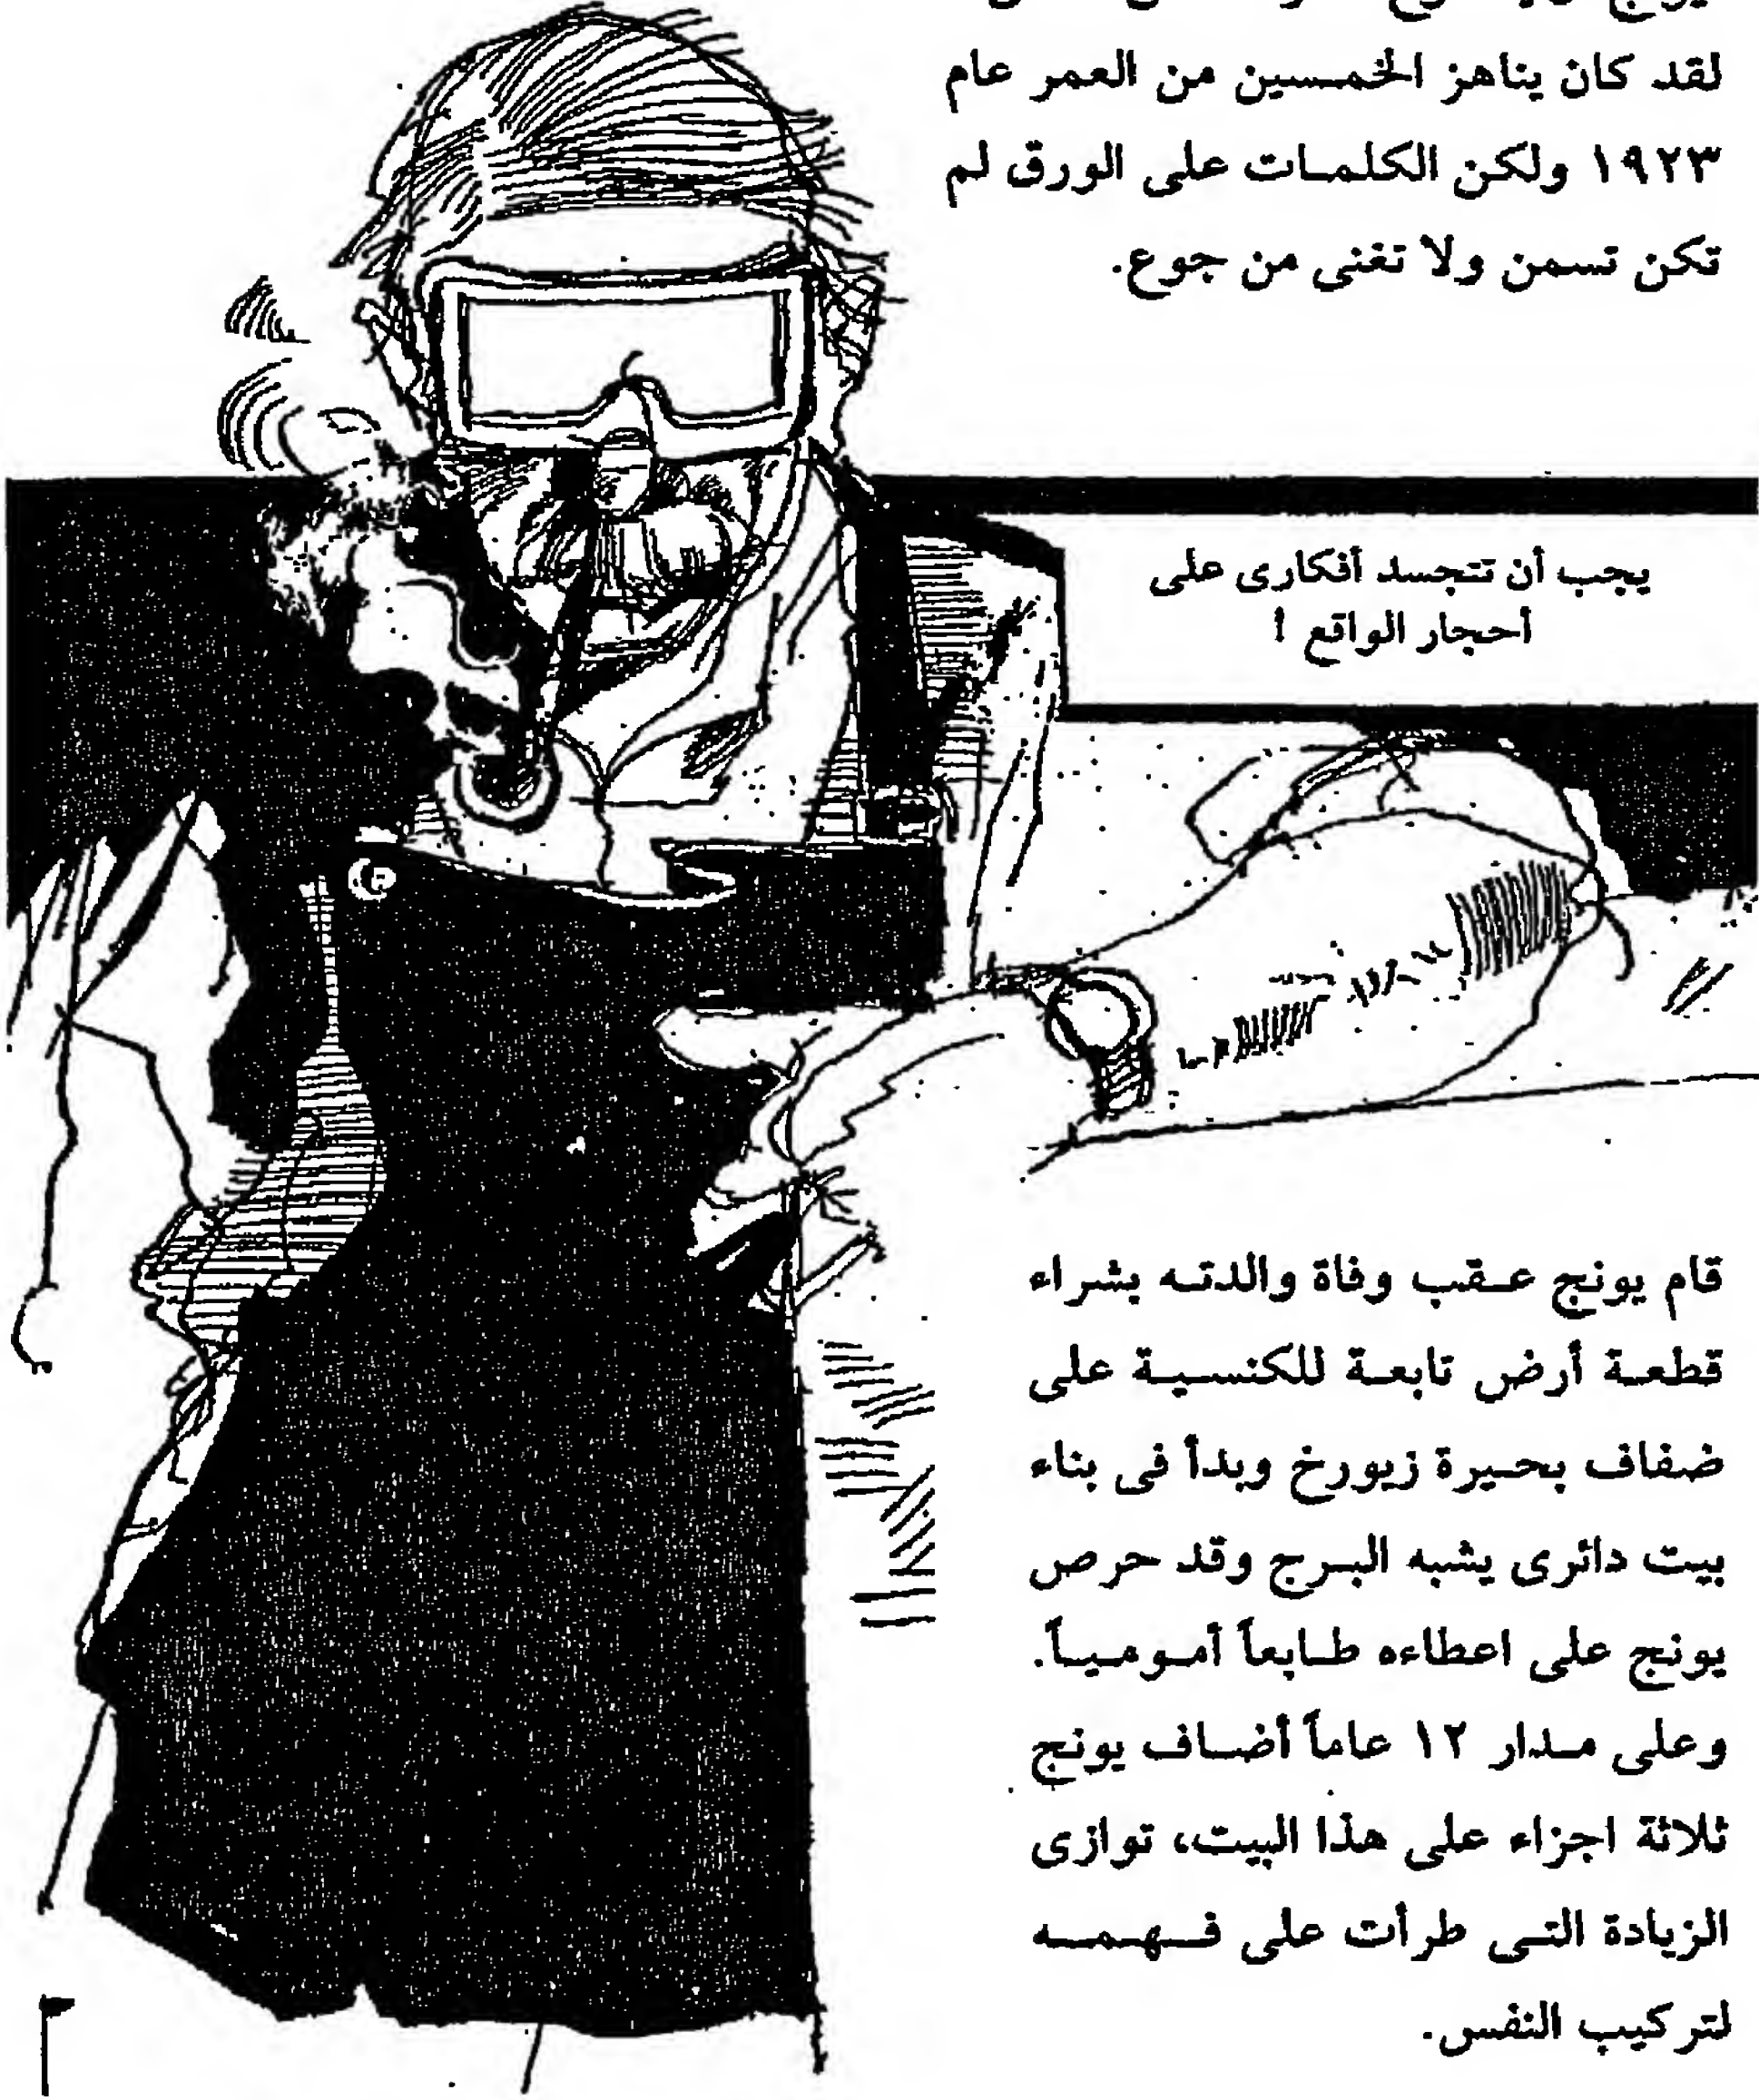 لقد كان يناهز الخمسين من العمر عام
١٩٢٣ ولكن الكلمات على الورق لم
تكن تسمن ولا تغنى من جوع.
يجب أن تتجسد أفكارى على
أحجار الواقع !
قام يونج عقب وفاة والدته بشراء
قطعة أرض تابعة للكنسية على
ضفاف بحيرة زيورخ وبدأ فى بناء
بيت دائرى يشبه البرج وقد حرص
يونج على اعطاءه طابعاً أمومياً.
وعلى مدار ١٢ عاماً أضاف يونج
ثلاثة اجزاء على هذا البيت، توازى
الزيادة التى طرأت على فهمه
لتركيب النفس.